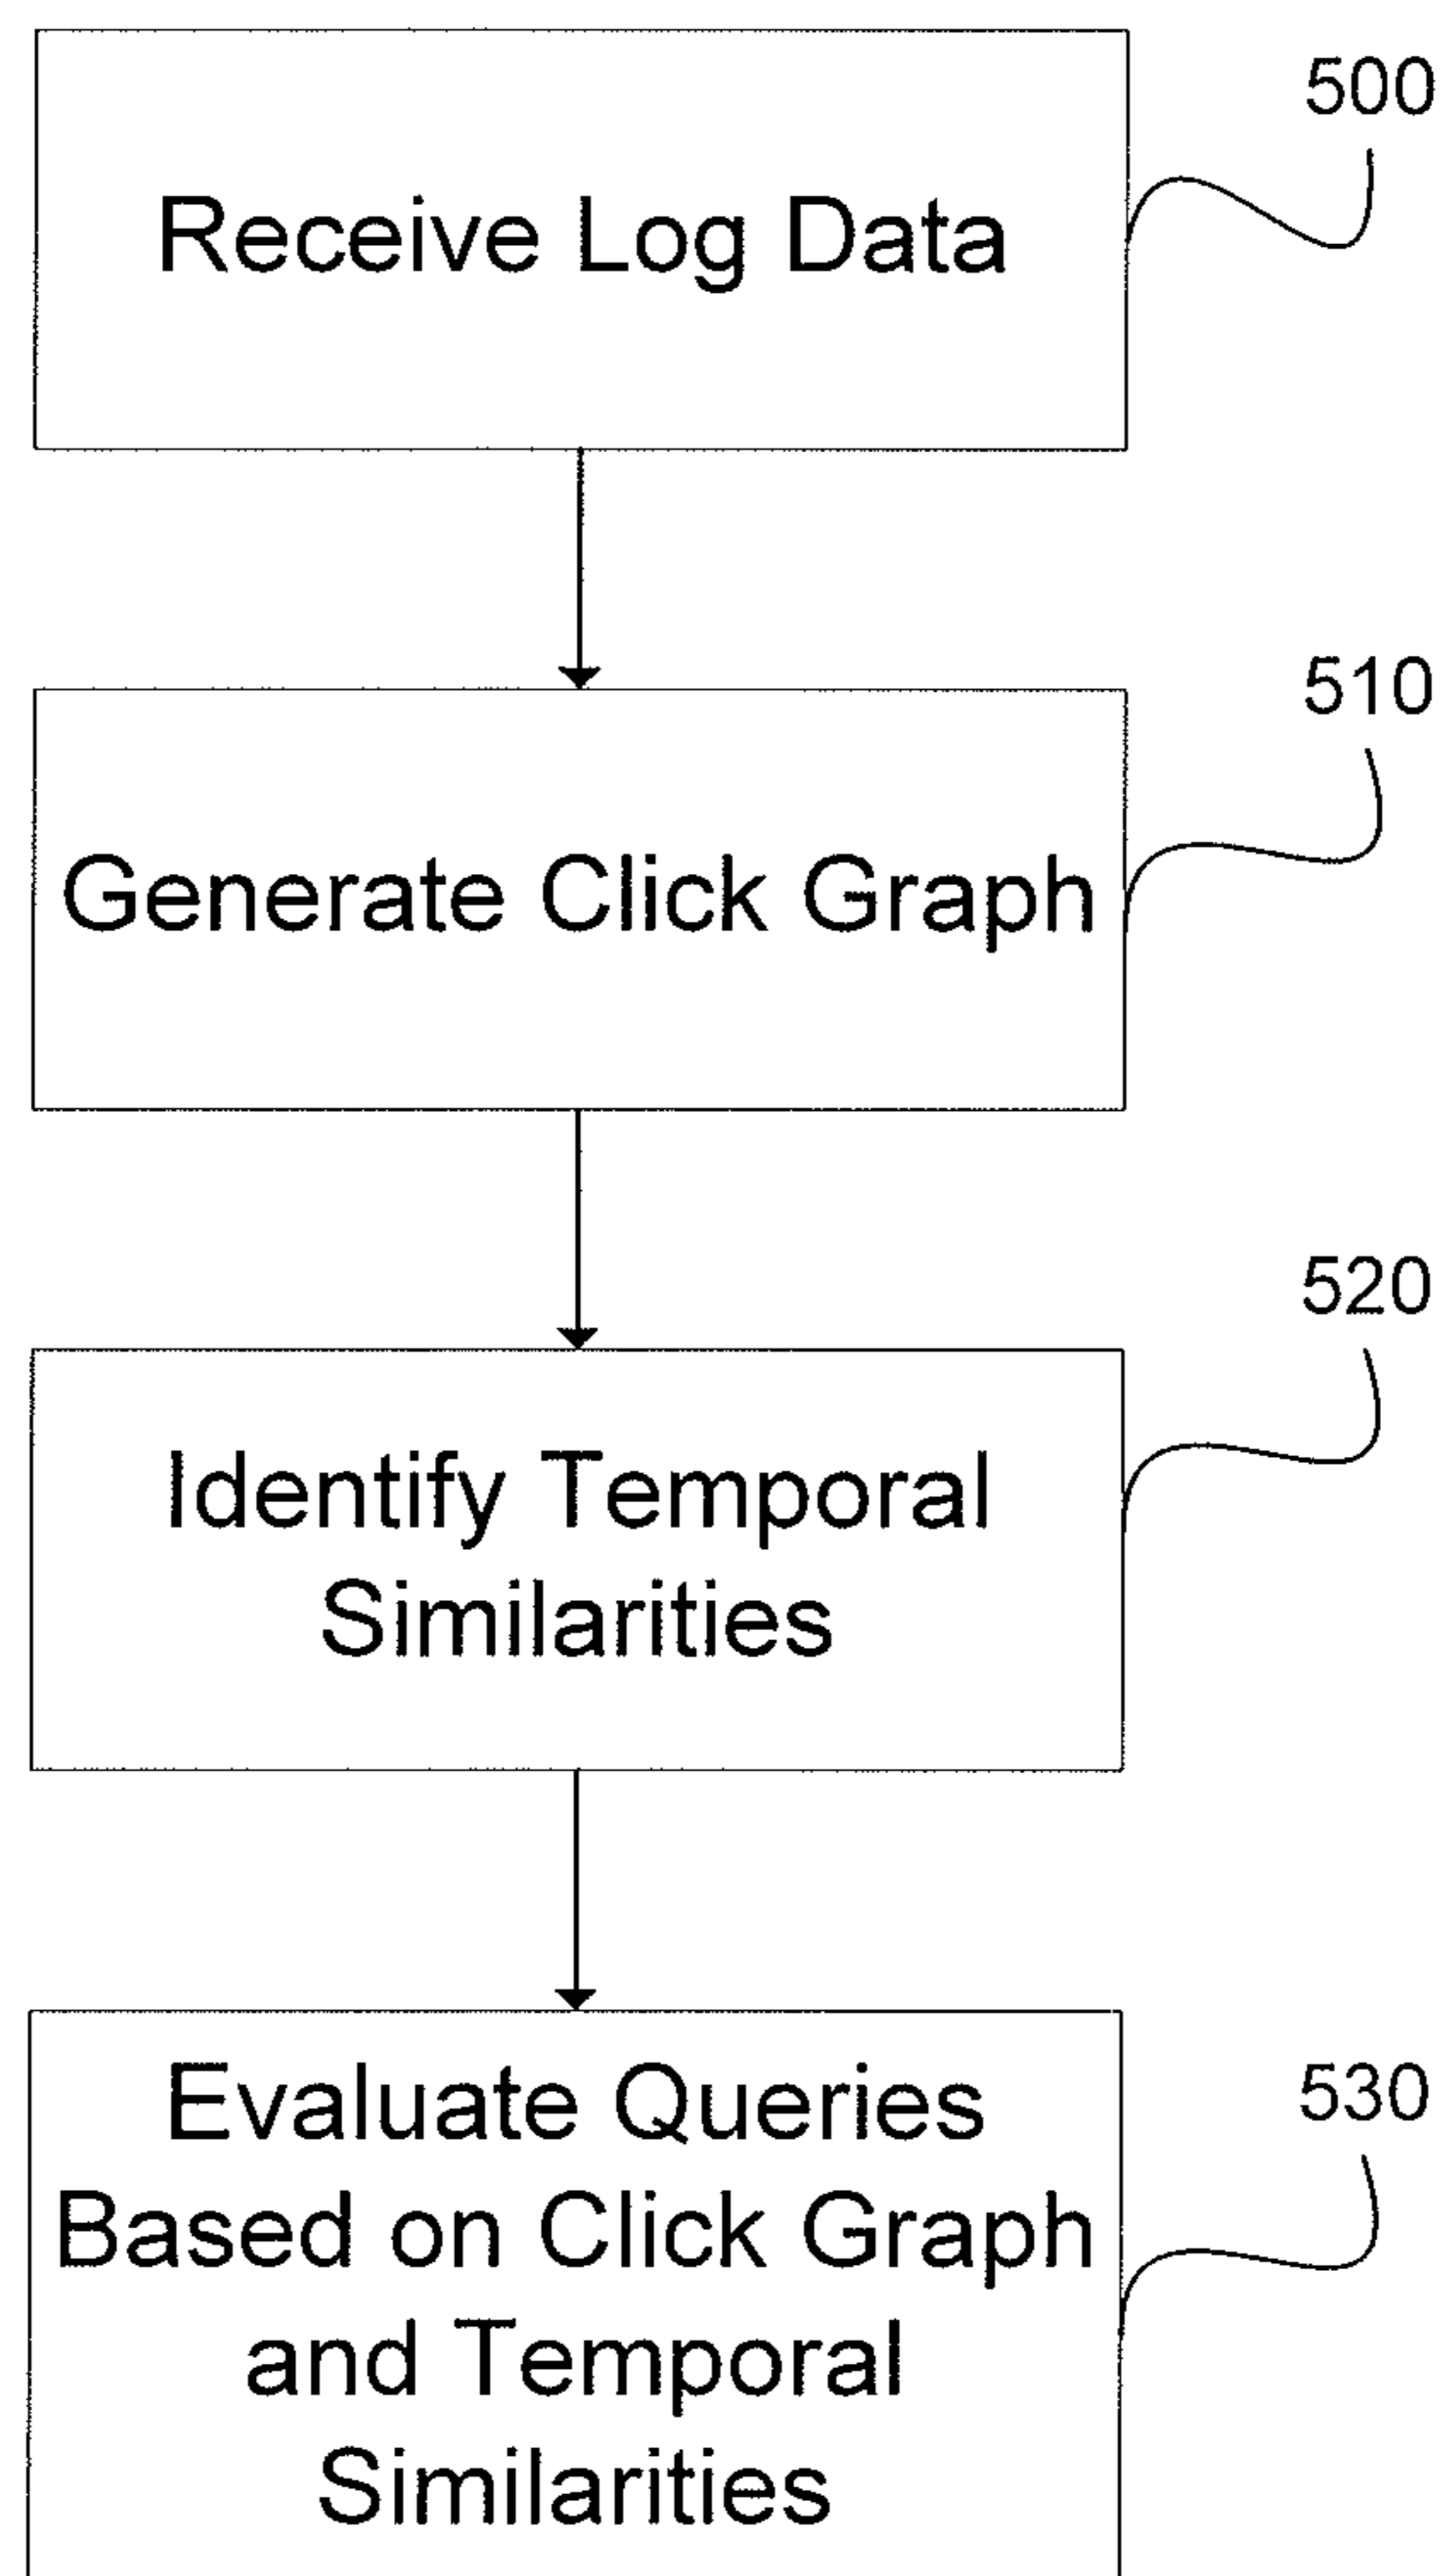 500
Receive Log Data
510
Generate Click Graph
520
Identify Temporal
Similarities
530
Evaluate Queries
Based on Click Graph
and Temporal
Similarities